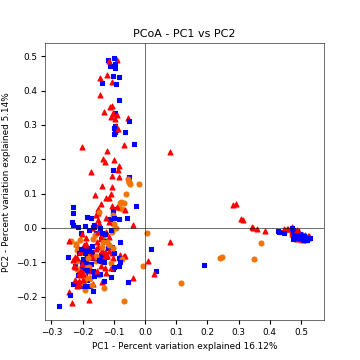 PCoA - PC1 vs PC2
PC2 - Percent variation explained 5.14%
0.5
0.4
0.3
0.2
0.1
0.0
−0.1
−0.2
−0.3 −0.2 −0.1 0.0 0.1 0.2 0.3 0.4 0.5
PC1 - Percent variation explained 16.12%